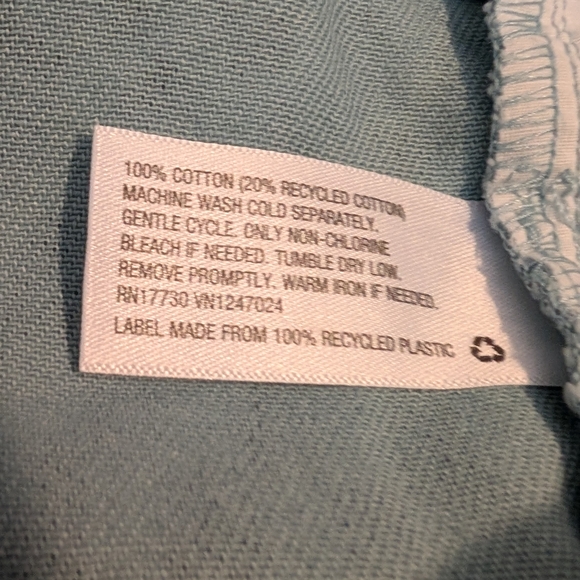 100% COTTON (20% RECYCLED COTTON)
MACHINE WASH COLD SEPARATELY.
GENTLE CYCLE. ONLY NON-CHLORINE
BLEACH IF NEEDED. TUMBLE DRY LOW.
REMOVE PROMPTLY. WARM IRON IF NEEDED.
RN17730 VN1247024
LABEL MADE FROM 100% RECYCLED PLASTIC